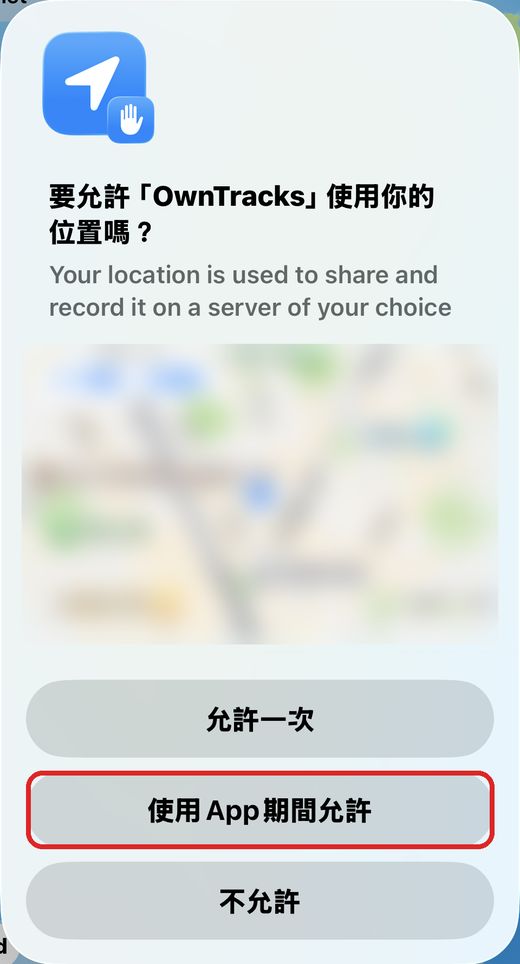 要允許「OwnTracks」使用你的
位置嗎？
Your location is used to share and
record it on a server of your choice
允許一次
使用 App 期間允許
不允許